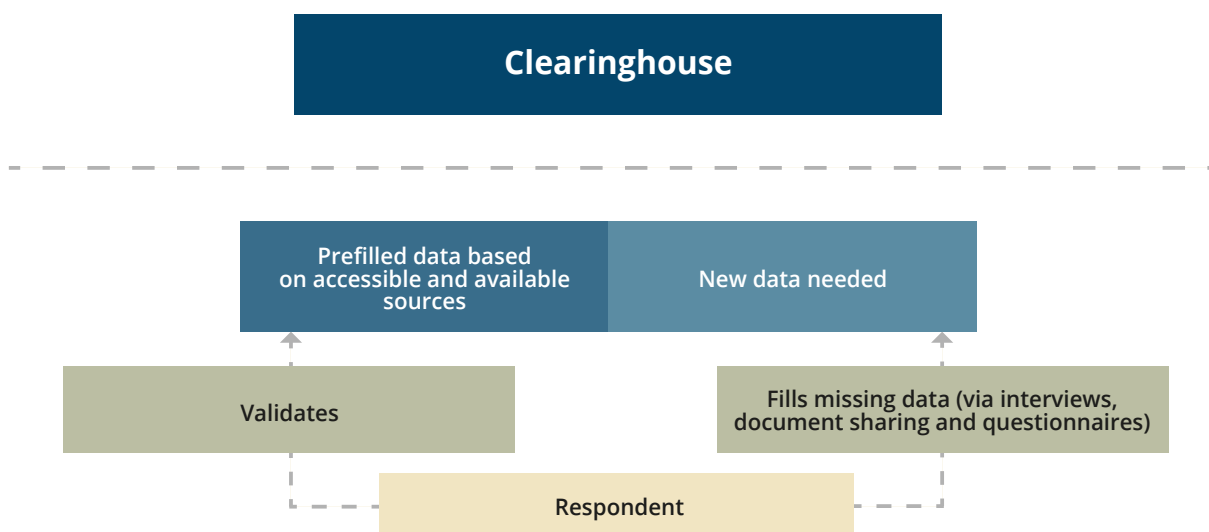 Clearinghouse
Prefilled data based
on accessible and available
sources
New data needed
Validates
Fills missing data (via interviews,
document sharing and questionnaires)
Respondent